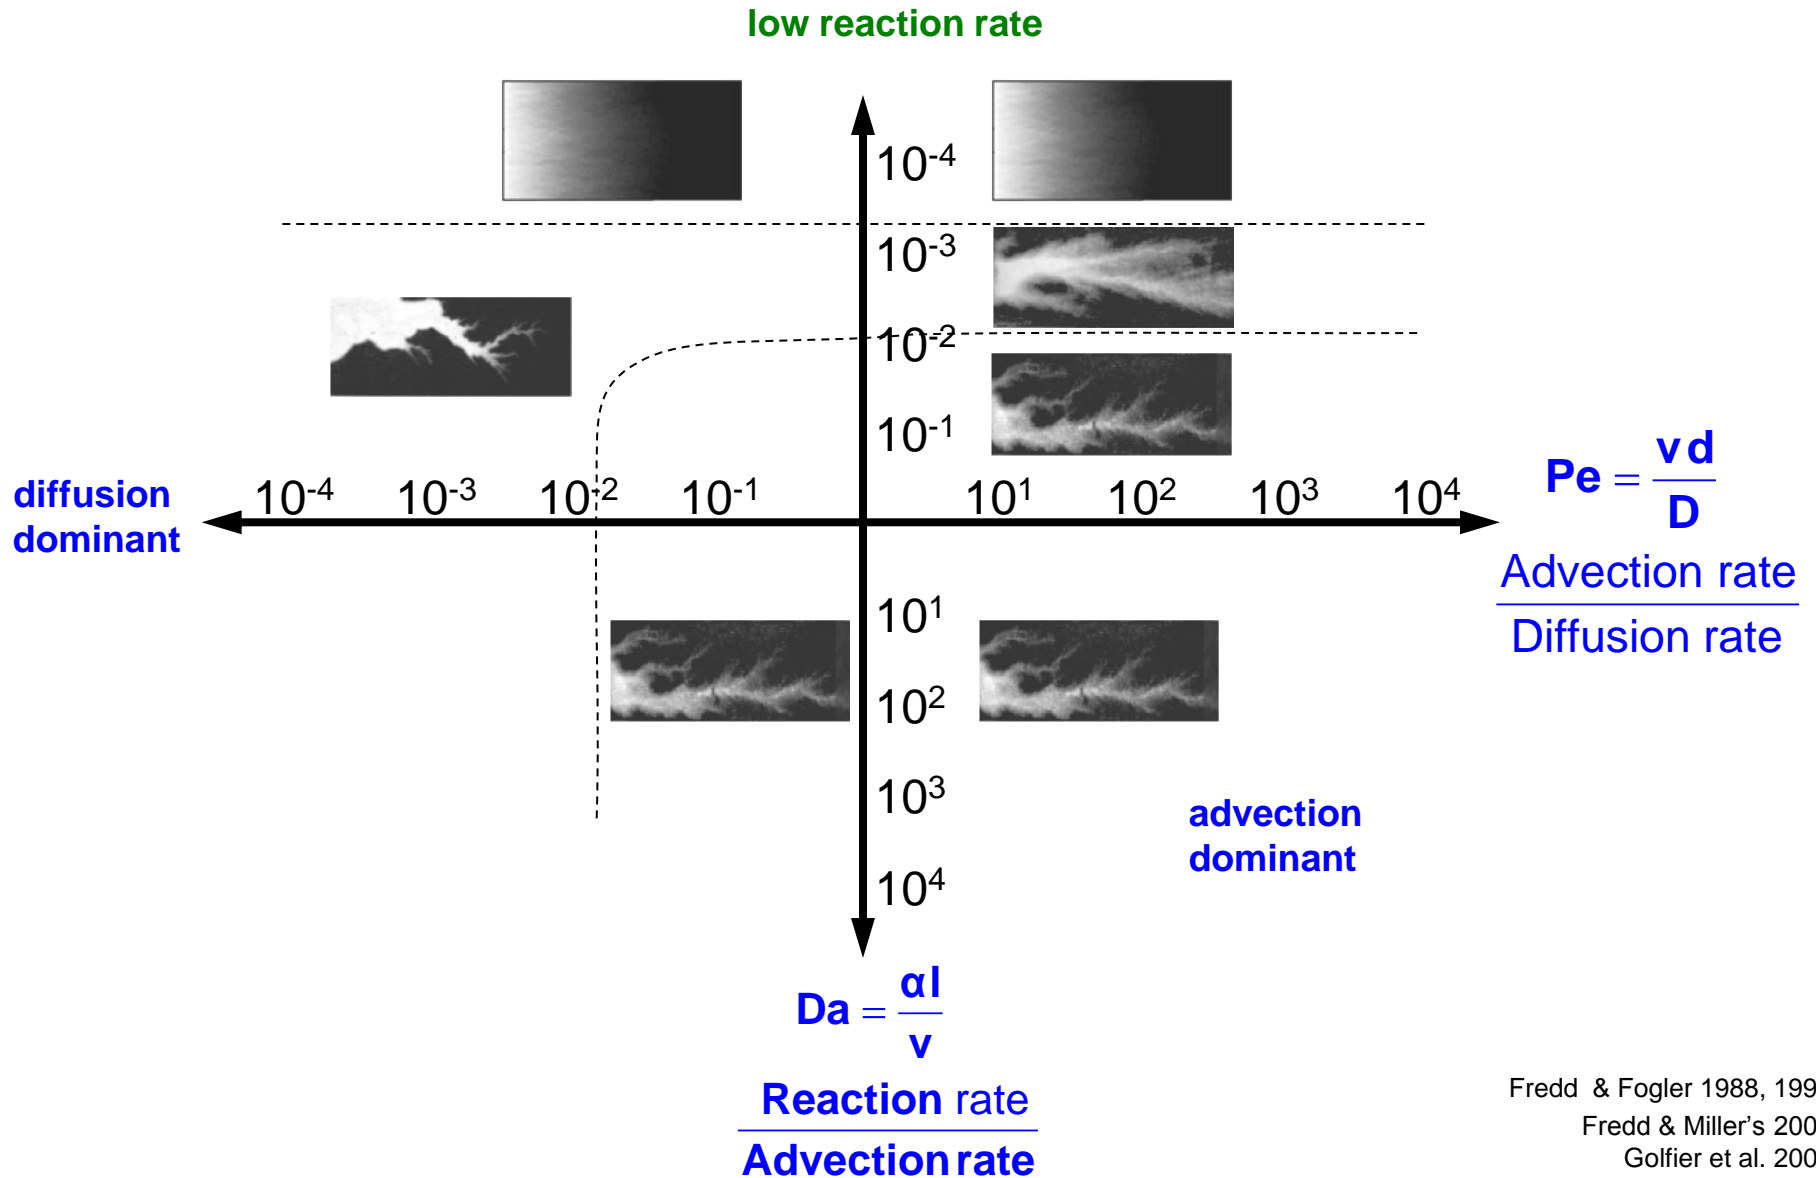 low reaction rate
10⁻⁴
10⁻³
10⁻²
10⁻¹
diffusion
dominant
10⁻⁴ 10⁻³ 10⁻² 10⁻¹ 10¹ 10² 10³ 10⁴
Pe = v d / D
Advection rate
Diffusion rate
10¹
10²
10³
10⁴
advection
dominant
Da = αl / v
Reaction rate
Advection rate
Fredd & Fogler 1988, 199
Fredd & Miller's 200
Golfier et al. 200